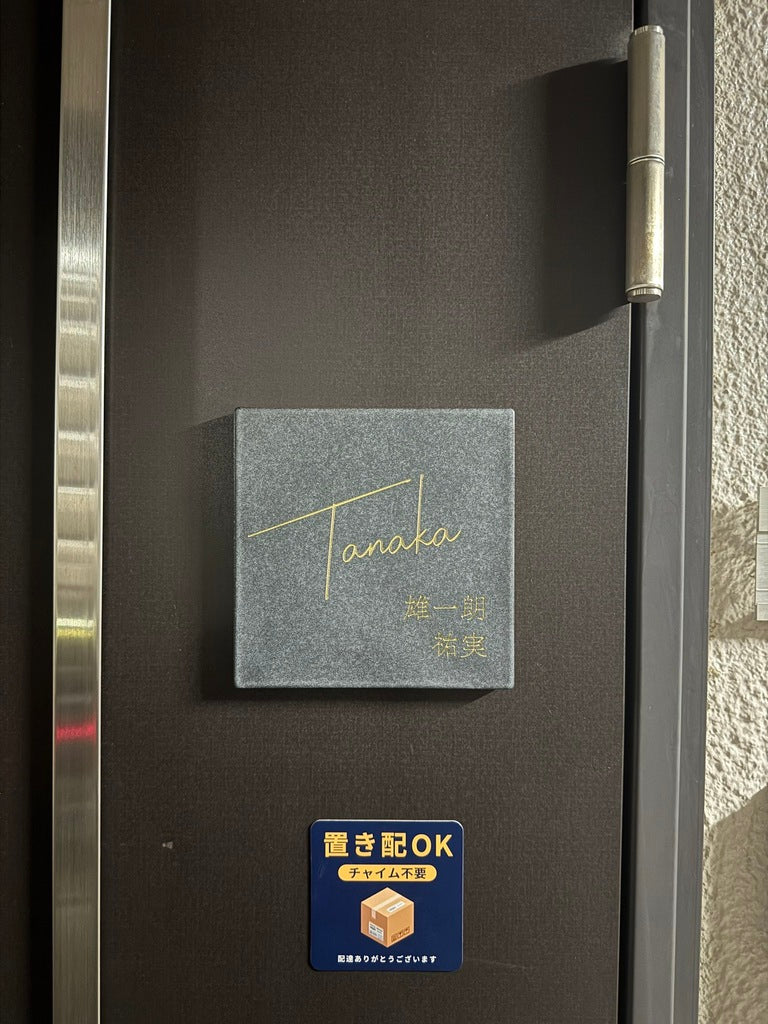 Tanaka
雄一朗
祐実
置き配OK
チャイム不要
配達ありがとうございます